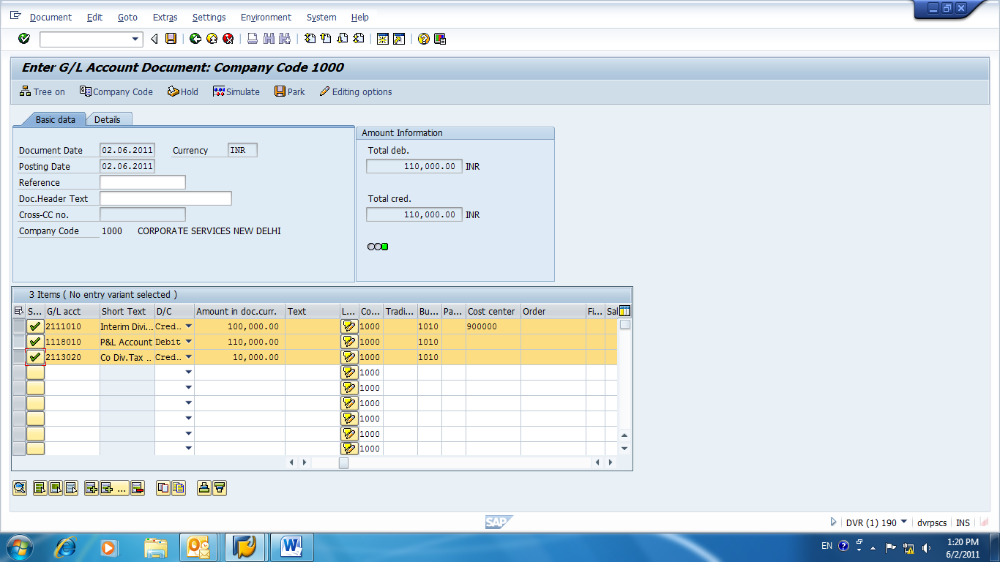 Document Edit Goto Extras Settings Environment System Help
Enter G/L Account Document: Company Code 1000
Tree on Company Code Hold Simulate Park Editing options
Basic data Details
Amount Information
Document Date 02.06.2011 Currency INR
Total deb.
Posting Date 02.06.2011
110,000.00 INR
Reference
Doc.Header Text
Total cred.
Cross-CC no.
110,000.00 INR
Company Code 1000 CORPORATE SERVICES NEW DELHI
3 Items ( No entry variant selected )
S... G/L acct Short Text D/C Amount in doc.curr. Text L... Co... Tradi... Bu... Pa... Cost center Order Fi... Sal
2111010 Interim Divi... Cred... 100,000.00 1000 1010 900000
1118010 P&L Account Debit 110,000.00 1000 1010
2113020 Co Div.Tax ... Cred... 10,000.00 1000 1010
1000
1000
1000
1000
1000
1000
...
SAP
DVR (1) 190 dvrpscs INS
EN 1:20 PM
6/2/2011